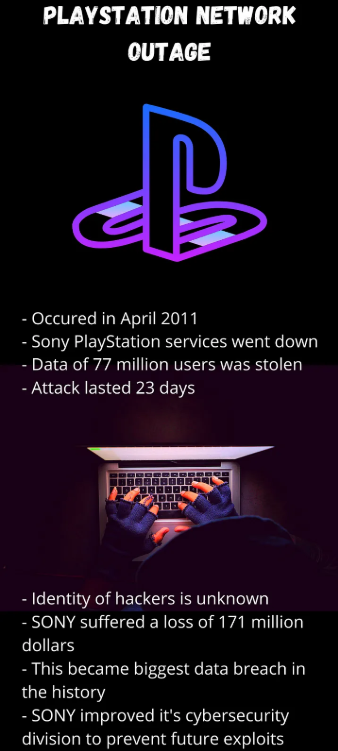 PLAYSTATION NETWORK
OUTAGE
- Occured in April 2011
- Sony PlayStation services went down
- Data of 77 million users was stolen
- Attack lasted 23 days
- Identity of hackers is unknown
- SONY suffered a loss of 171 million
dollars
- This became biggest data breach in
the history
- SONY improved it's cybersecurity
division to prevent future exploits